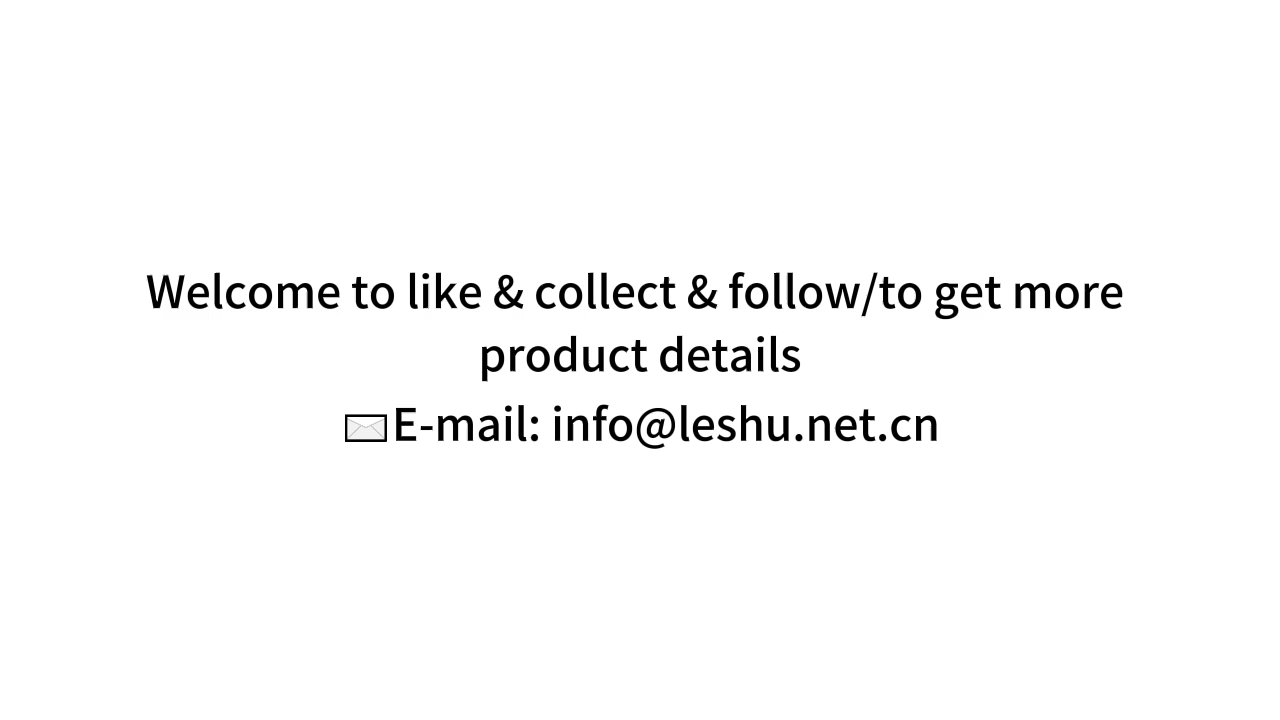 Welcome to like & collect & follow/to get more
product details
✉E-mail: info@leshu.net.cn